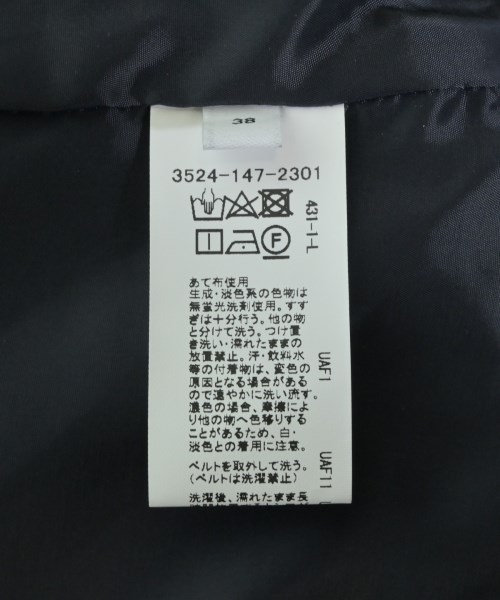 38
3524-147-2301
431-1-L
F
あて布使用
生成・淡色系の色物は
無蛍光洗剤使用。すす
ぎは十分行う。他の物
と分けて洗う。つけ置
き洗い・濡れたままの
放置禁止。汗・飲料水
等の付着物は、変色の
原因となる場合がある
ので速やかに洗い流す。
濃色の場合、摩擦によ
り他の物へ色移りする
ことがあるため、白・
淡色との着用に注意。
UAF1
ベルトを取外して洗う。
(ベルトは洗濯禁止)
UAF11
洗濯後、濡れたまま長